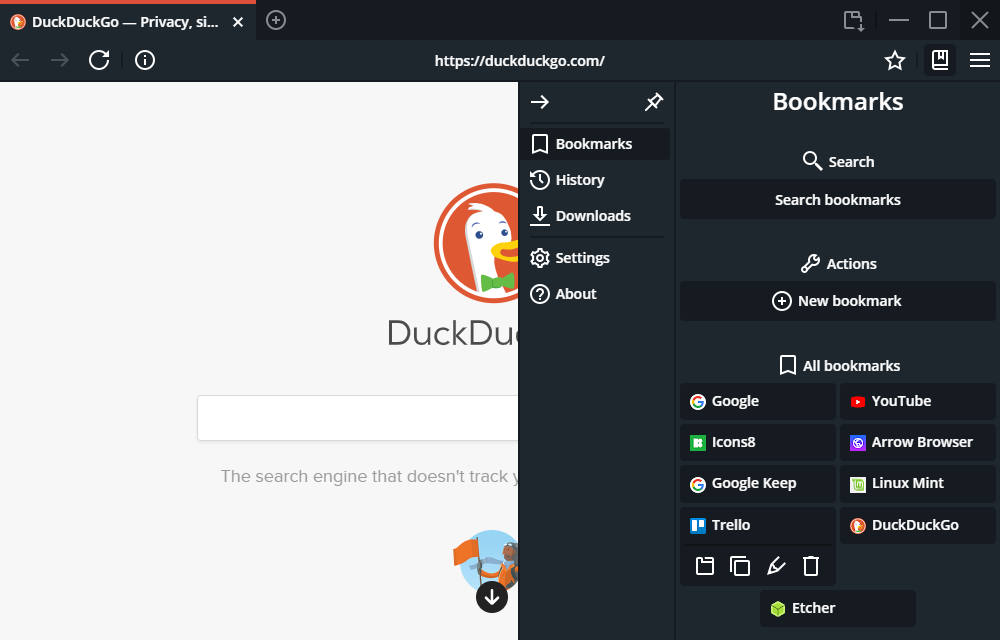 DuckDuckGo — Privacy, si...
https://duckduckgo.com/
Bookmarks
History
Downloads
Settings
About
Bookmarks
Search
Search bookmarks
Actions
New bookmark
All bookmarks
Google
YouTube
Icons8
Arrow Browser
Google Keep
Linux Mint
Trello
DuckDuckGo
Etcher
DuckDu
The search engine that doesn't track